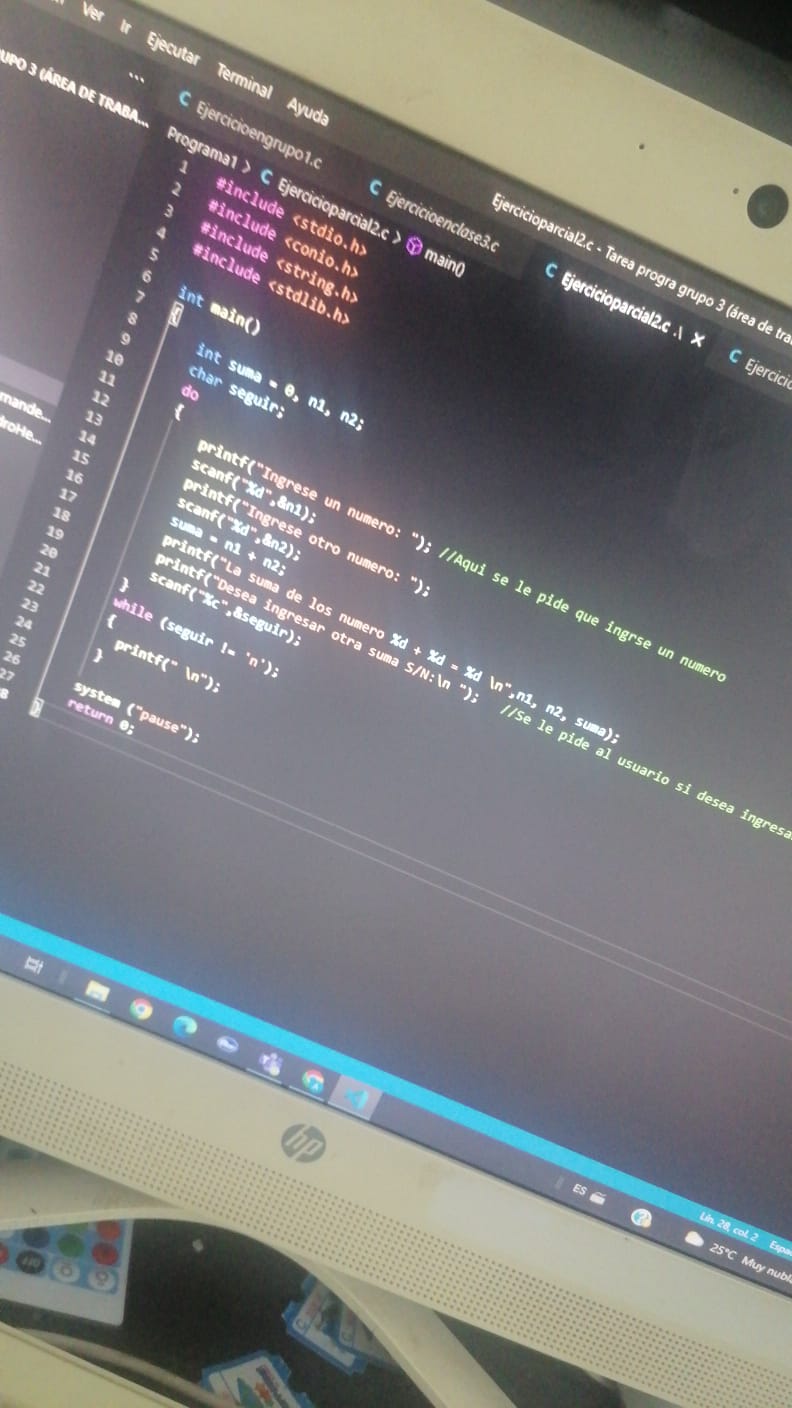 Ver Ir Ejecutar Terminal Ayuda
Ejercicioparcial2.c - Tarea progra grupo 3 (área de tra
UPO 3 (ÁREA DE TRABA... ...
Ejercicioengrupo1.c
Ejercicioenclase3.c
Ejercicioparcial2.c .\ X
Ejercicio
Programa1 > C Ejercicioparcial2.c > main()
1 #include <stdio.h>
2 #include <conio.h>
3 #include <string.h>
4 #include <stdlib.h>
5
6 int main()
7 {
8
9 int suma = 0, n1, n2;
10 char seguir;
11 do
12 {
13
14 printf("Ingrese un numero: "); //Aqui se le pide que ingrse un numero
15 scanf("%d",&n1);
16 printf("Ingrese otro numero: ");
17 scanf("%d",&n2);
18 suma = n1 + n2;
19 printf("La suma de los numero %d + %d = %d \n",n1, n2, suma);
20 printf("Desea ingresar otra suma S/N:\n "); //Se le pide al usuario si desea ingresa
21 scanf("%c",&seguir);
22 }
23 while (seguir != 'n');
24 {
25 printf(" \n");
26 }
27 system ("pause");
8 return 0;
}
mande...
droHe...
Lín. 28, col. 2 Espa
ES
25°C Muy nubla
hp